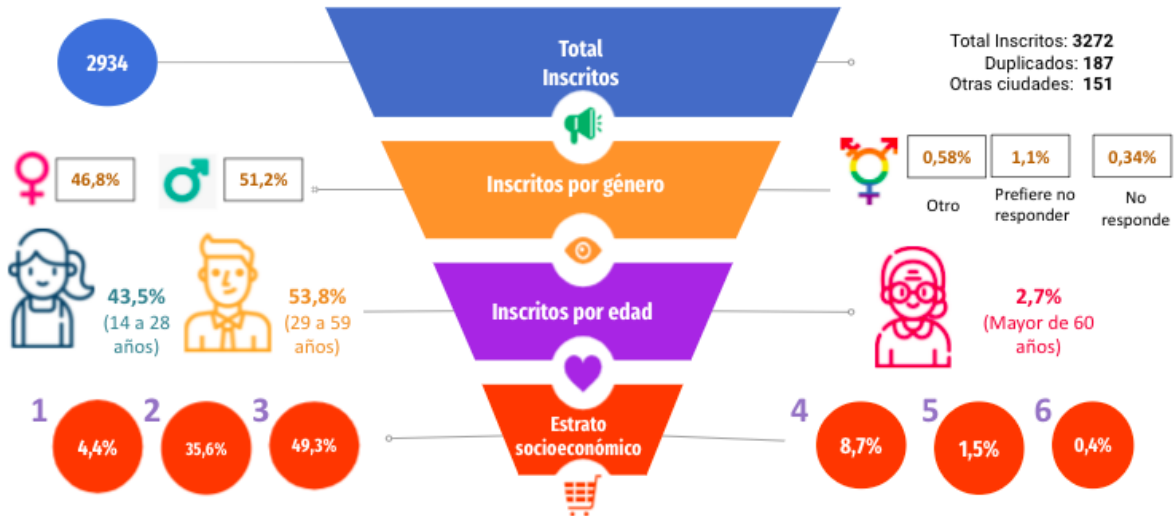 2934
Total
Inscritos
Total Inscritos: 3272
Duplicados: 187
Otras ciudades: 151
46,8%
51,2%
Inscritos por género
0,58%
1,1%
0,34%
Otro
Prefiere no
responder
No
responde
43,5%
(14 a 28
años)
53,8%
(29 a 59
años)
Inscritos por edad
2,7%
(Mayor de 60
años)
1
4,4%
2
35,6%
3
49,3%
Estrato
socioeconómico
4
8,7%
5
1,5%
6
0,4%